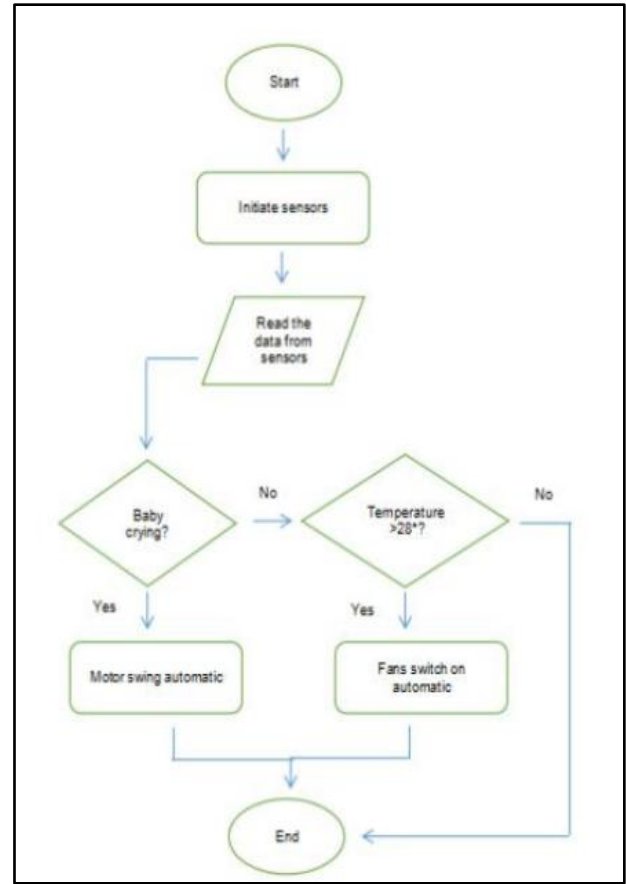 Start
Initiate sensors
Read the
data from
sensors
Baby
crying?
No
Temperature
>28*?
No
Yes
Yes
Motor swing automatic
Fans switch on
automatic
End